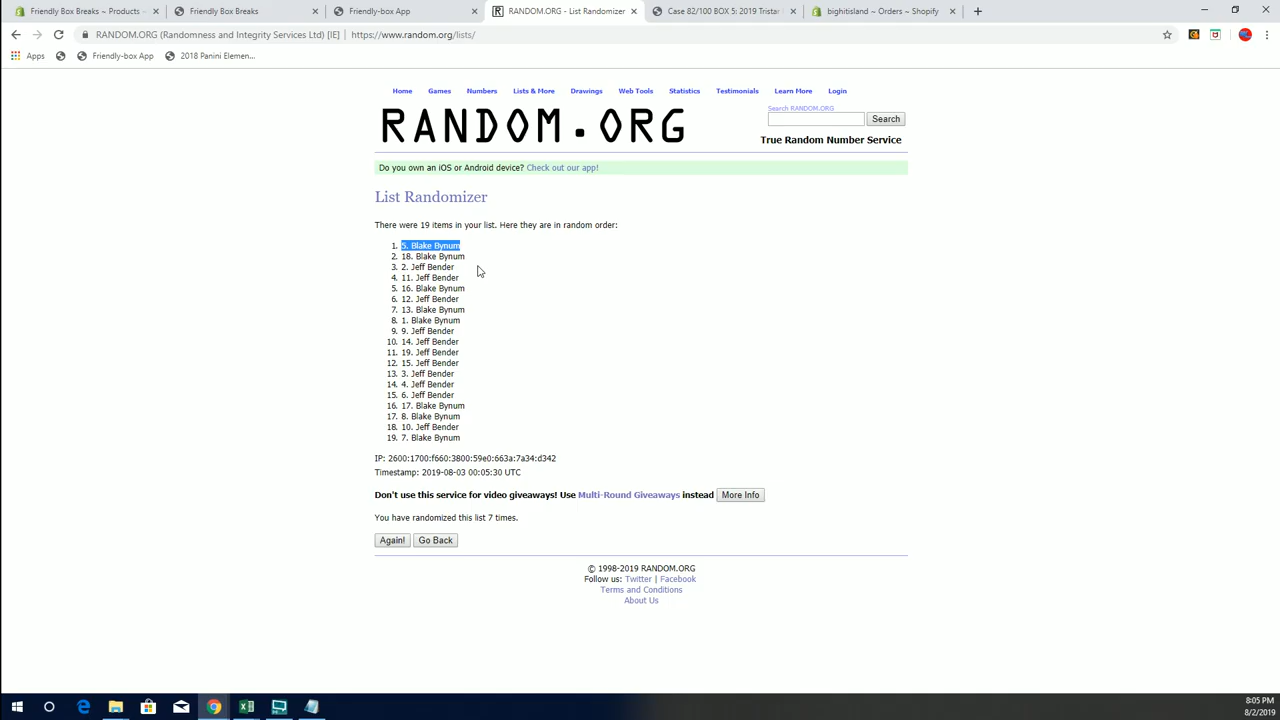 Friendly Box Breaks ~ Products ~
Friendly Box Breaks
Friendly-box App
RANDOM.ORG - List Randomizer
Case 82/100 BOX 5: 2019 Tristar
bighitisland ~ Orders ~ Shopify
RANDOM.ORG (Randomness and Integrity Services Ltd) [IE] | https://www.random.org/lists/
Apps
Friendly-box App
2018 Panini Elemen...
Home Games Numbers Lists & More Drawings Web Tools Statistics Testimonials Learn More Login
RANDOM.ORG
Search RANDOM.ORG
Search
True Random Number Service
Do you own an iOS or Android device? Check out our app!
List Randomizer
There were 19 items in your list. Here they are in random order:
1. 5. Blake Bynum
2. 18. Blake Bynum
3. 2. Jeff Bender
4. 11. Jeff Bender
5. 16. Blake Bynum
6. 12. Jeff Bender
7. 13. Blake Bynum
8. 1. Blake Bynum
9. 9. Jeff Bender
10. 14. Jeff Bender
11. 19. Jeff Bender
12. 15. Jeff Bender
13. 3. Jeff Bender
14. 4. Jeff Bender
15. 6. Jeff Bender
16. 17. Blake Bynum
17. 8. Blake Bynum
18. 10. Jeff Bender
19. 7. Blake Bynum
IP: 2600:1700:f660:3800:59e0:663a:7a34:d342
Timestamp: 2019-08-03 00:05:30 UTC
Don't use this service for video giveaways! Use Multi-Round Giveaways instead More Info
You have randomized this list 7 times.
Again! Go Back
© 1998-2019 RANDOM.ORG
Follow us: Twitter | Facebook
Terms and Conditions
About Us
8:05 PM
8/2/2019